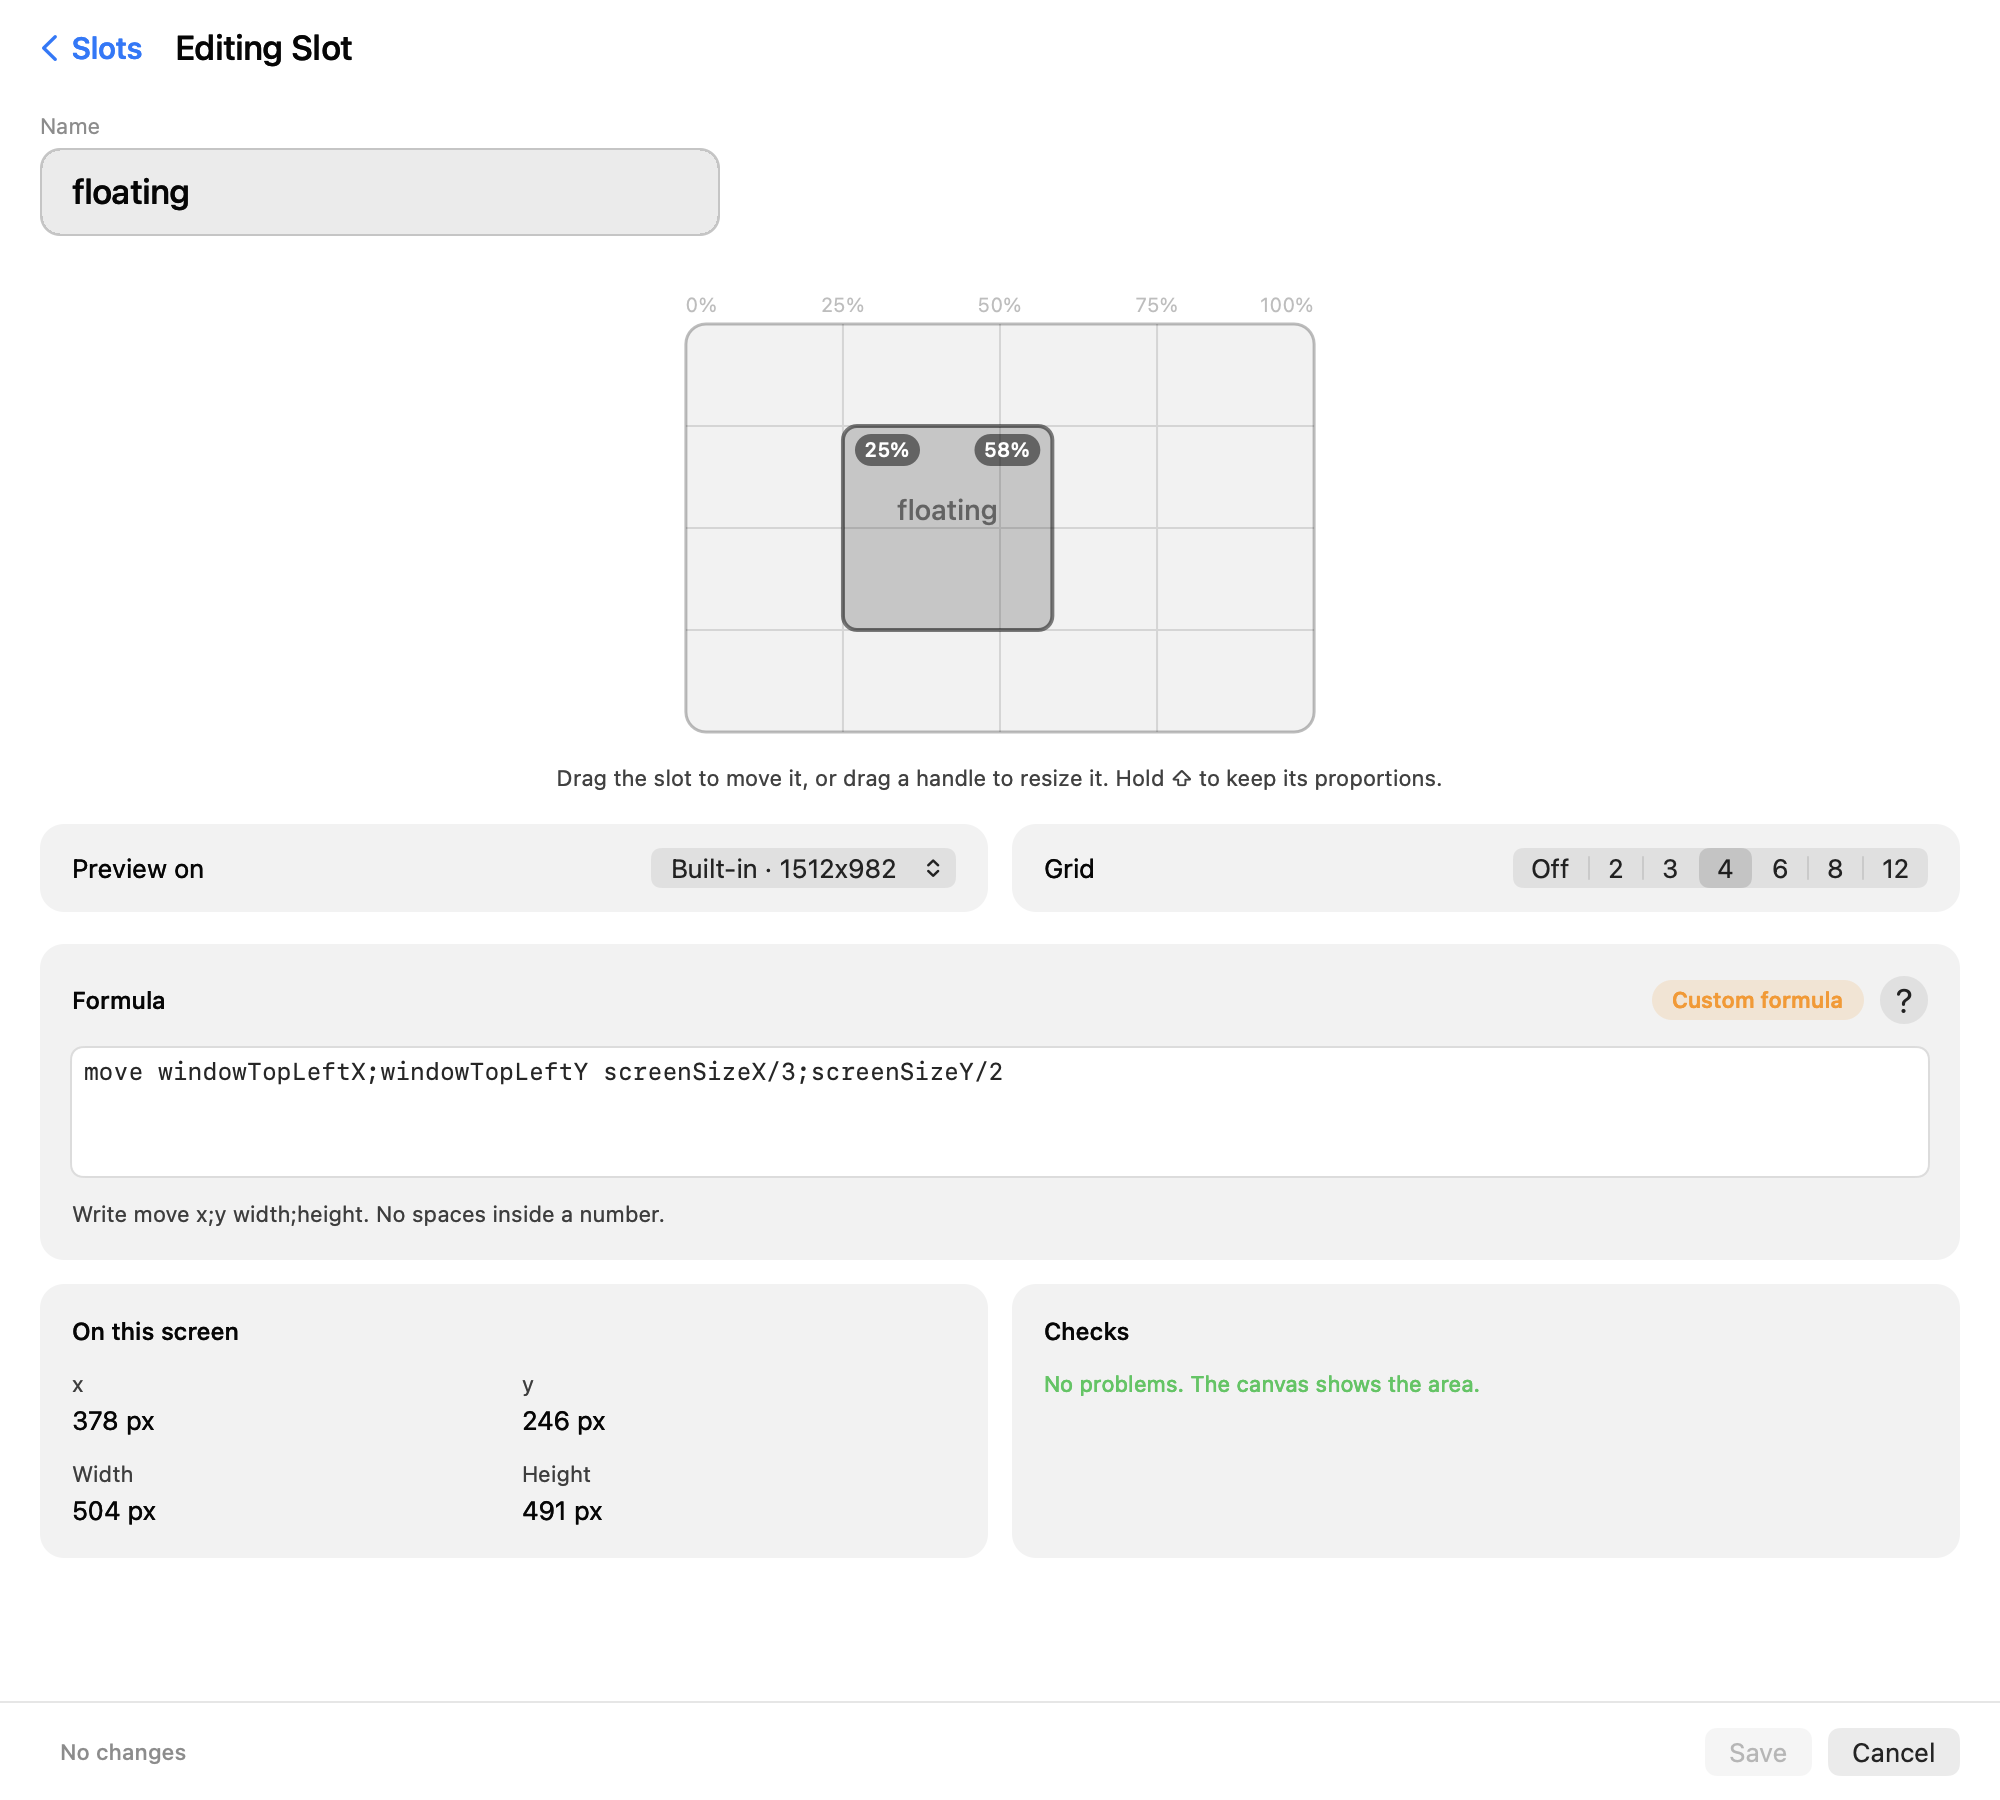 Slots Editing Slot
Name
floating
0% 25% 50% 75% 100%
25% 58%
floating
Drag the slot to move it, or drag a handle to resize it. Hold ⇧ to keep its proportions.
Preview on Built-in · 1512x982
Grid Off 2 3 4 6 8 12
Formula Custom formula ?
move windowTopLeftX;windowTopLeftY screenSizeX/3;screenSizeY/2
Write move x;y width;height. No spaces inside a number.
On this screen
x y
378 px 246 px
Width Height
504 px 491 px
Checks
No problems. The canvas shows the area.
No changes Save Cancel